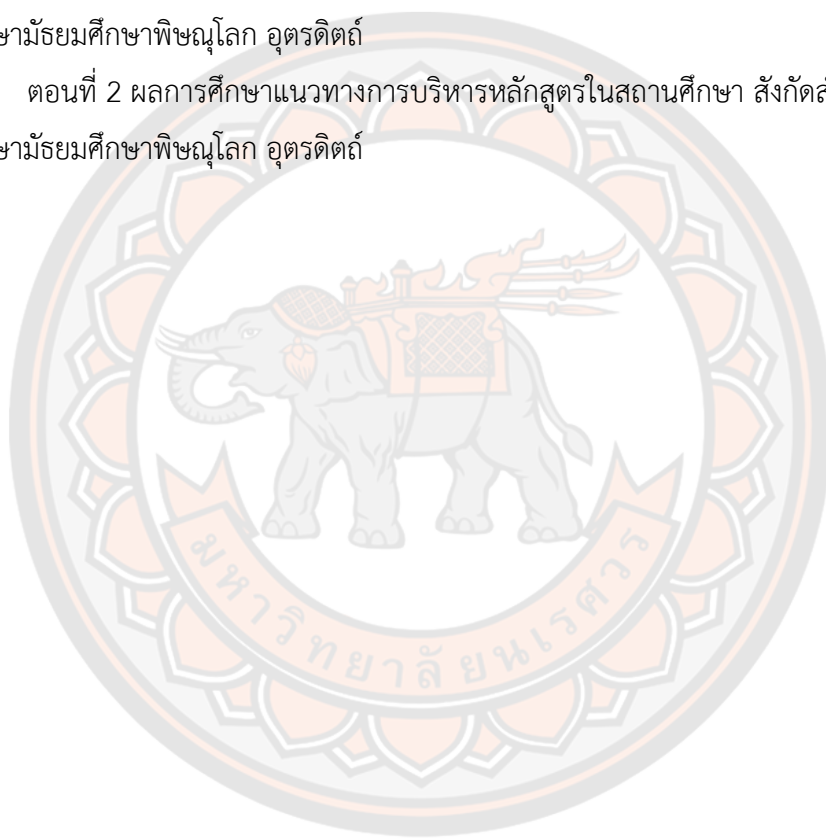 ษามัธยมศึกษาพิษณุโลก อุตรดิตถ์
ตอนที่ 2 ผลการศึกษาแนวทางการบริหารหลักสูตรในสถานศึกษา สังกัดส
ษามัธยมศึกษาพิษณุโลก อุตรดิตถ์
มหาวิทยาลัยนเรศวร